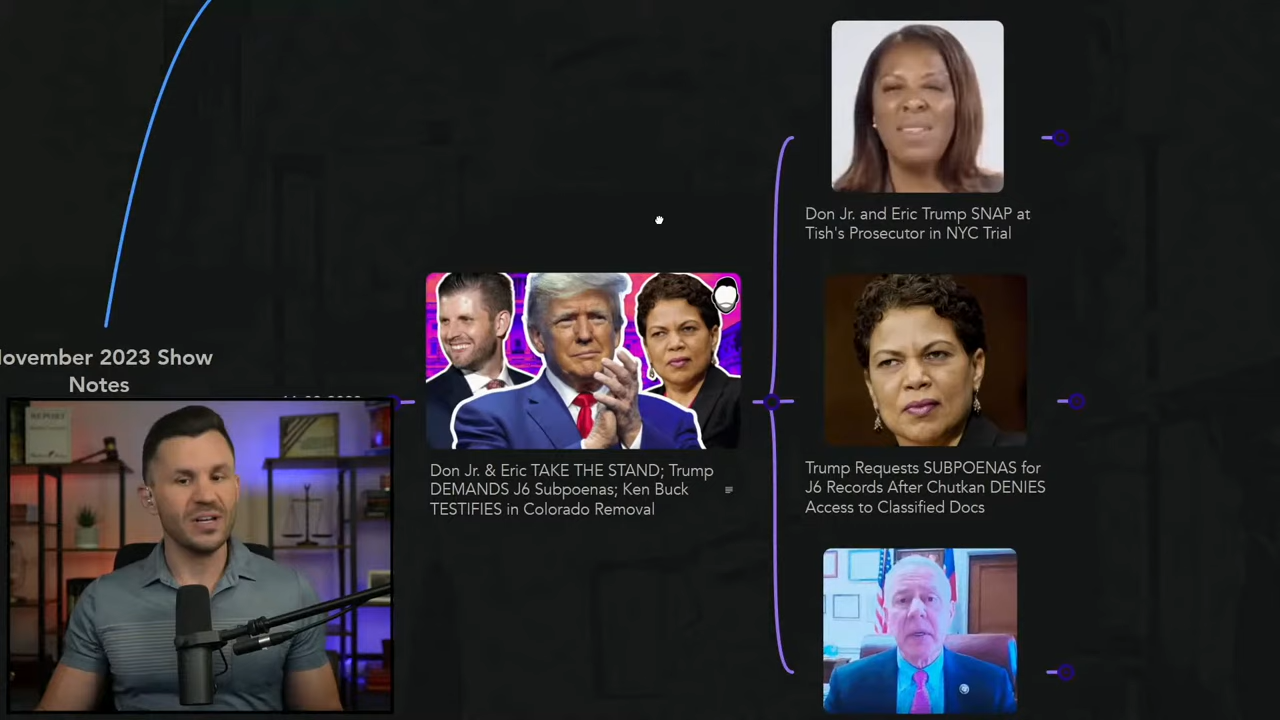 November 2023 Show
Notes
Don Jr. & Eric TAKE THE STAND; Trump
DEMANDS J6 Subpoenas; Ken Buck
TESTIFIES in Colorado Removal
Don Jr. and Eric Trump SNAP at
Tish's Prosecutor in NYC Trial
Trump Requests SUBPOENAS for
J6 Records After Chutkan DENIES
Access to Classified Docs